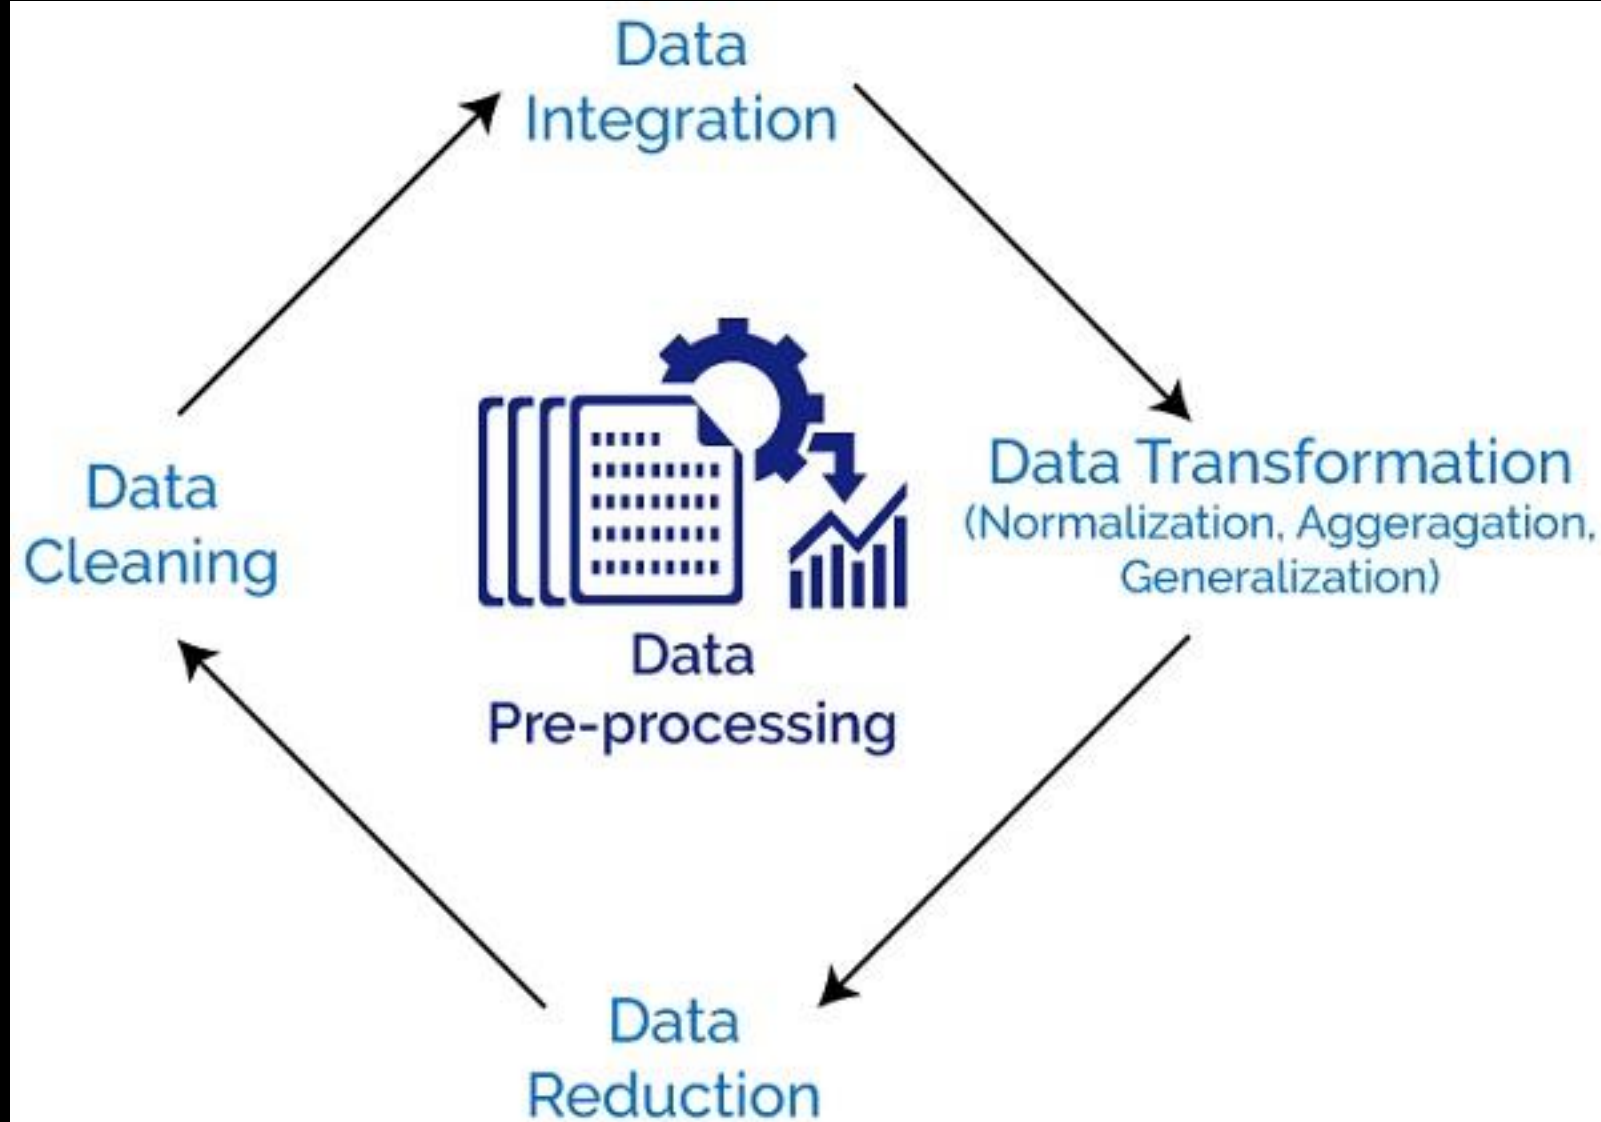 Data
Integration
Data Transformation
(Normalization, Aggeragation,
Generalization)
Data
Cleaning
Data
Pre-processing
Data
Reduction